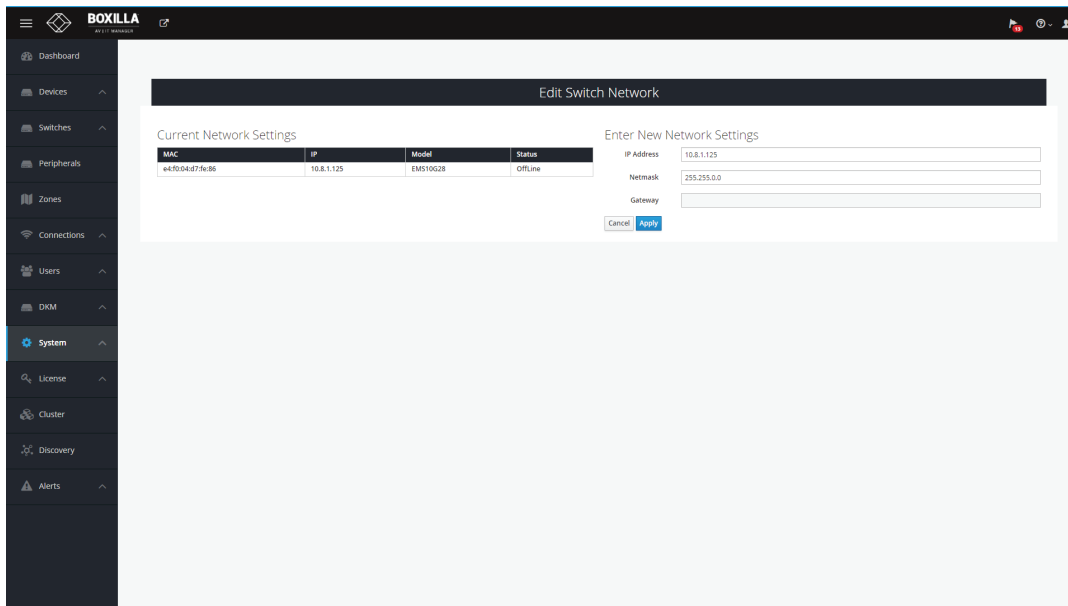 BOXILLA
AV | IT MANAGER
13
Dashboard
Devices
Switches
Peripherals
Zones
Connections
Users
DKM
System
License
Cluster
Discovery
Alerts
Edit Switch Network
Current Network Settings
MAC IP Model Status
e4:f0:04:d7:fe:86 10.8.1.125 EMS10G28 OffLine
Enter New Network Settings
IP Address 10.8.1.125
Netmask 255.255.0.0
Gateway
Cancel Apply